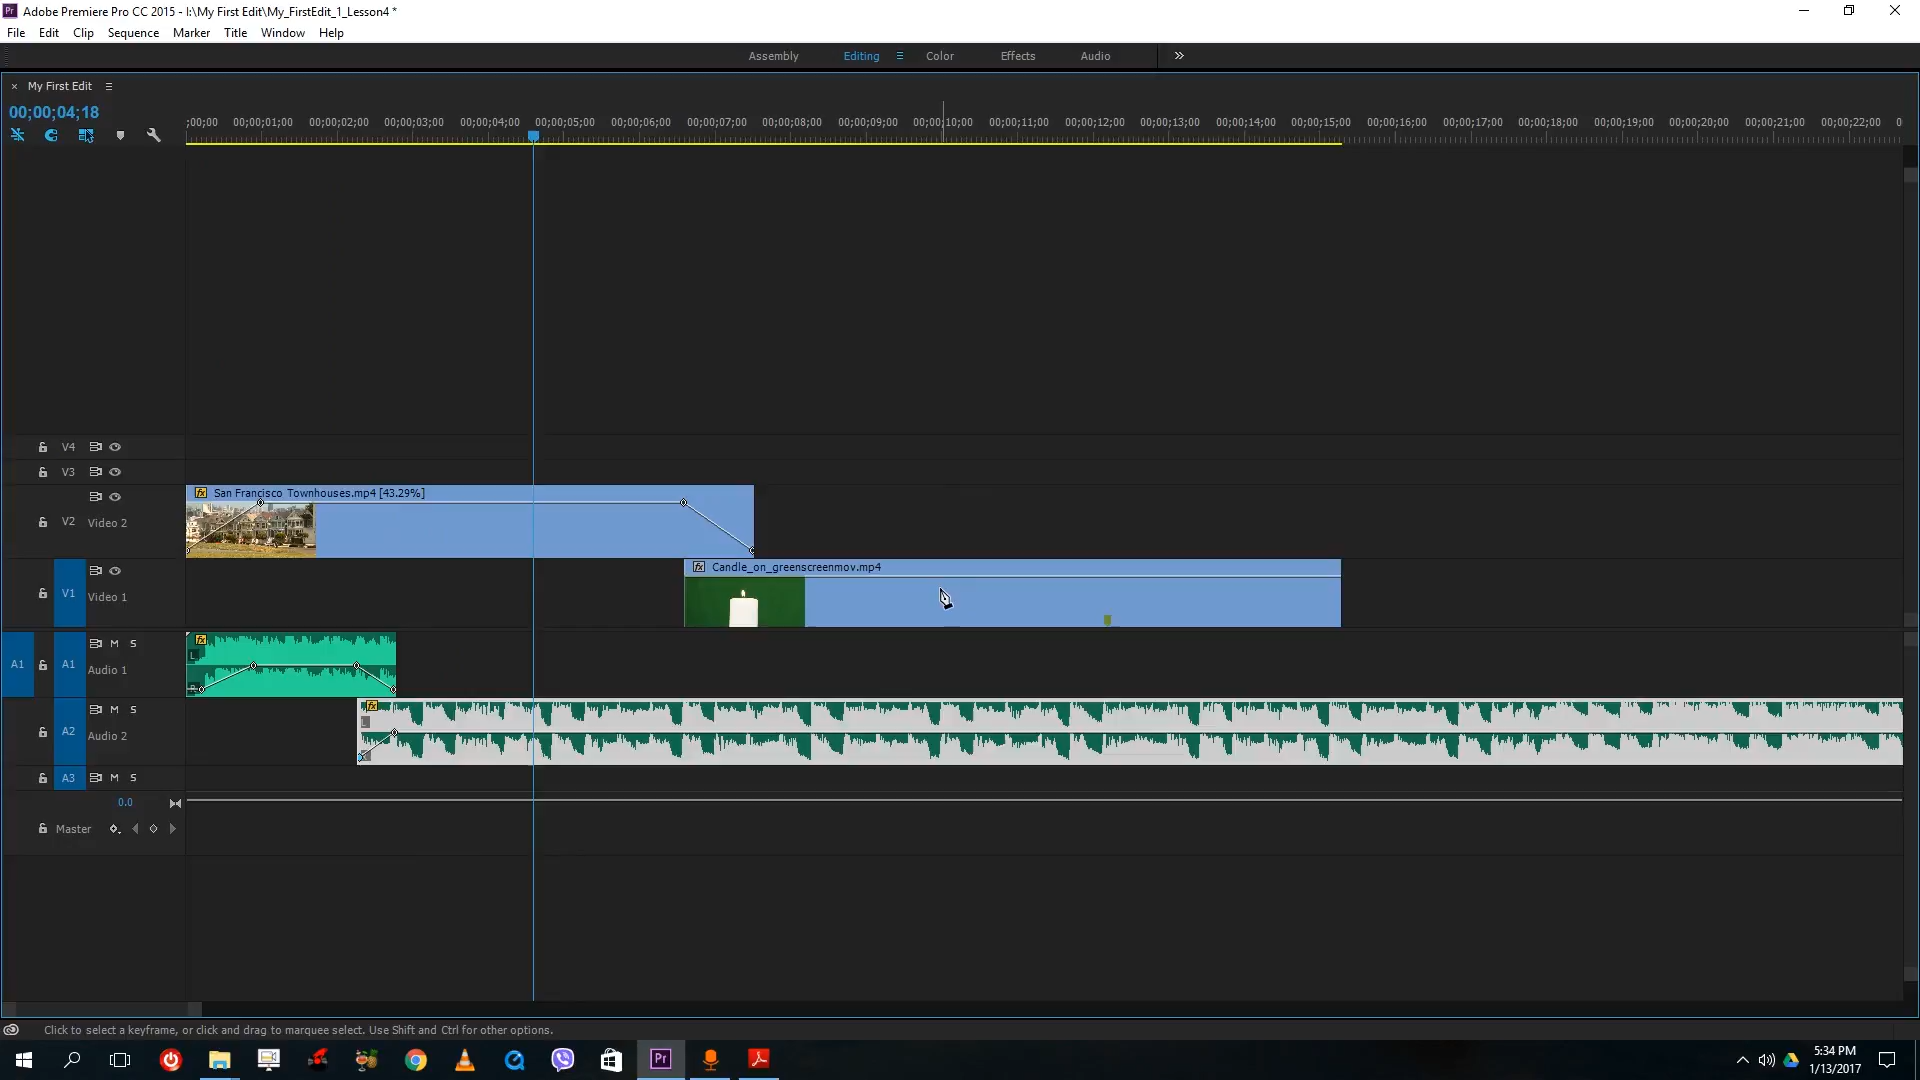 Pr Adobe Premiere Pro CC 2015 - I:\My First Edit\My_FirstEdit_1_Lesson4 *
File Edit Clip Sequence Marker Title Window Help
Assembly Editing Color Effects Audio
× My First Edit
00;00;04;18
;00;00 00;00;01;00 00;00;02;00 00;00;03;00 00;00;04;00 00;00;05;00 00;00;06;00 00;00;07;00 00;00;08;00 00;00;09;00 00;00;10;00 00;00;11;00 00;00;12;00 00;00;13;00 00;00;14;00 00;00;15;00 00;00;16;00 00;00;17;00 00;00;18;00 00;00;19;00 00;00;20;00 00;00;21;00 00;00;22;00 0
V4
V3
fx San Francisco Townhouses.mp4 [43.29%]
V2 Video 2
fx Candle_on_greenscreenmov.mp4
V1 Video 1
M S fx
L
A1 A1 Audio 1
R
M S fx
L
A2 Audio 2
A3 M S
0.0
Master
Click to select a keyframe, or click and drag to marquee select. Use Shift and Ctrl for other options.
Pr
5:34 PM
1/13/2017